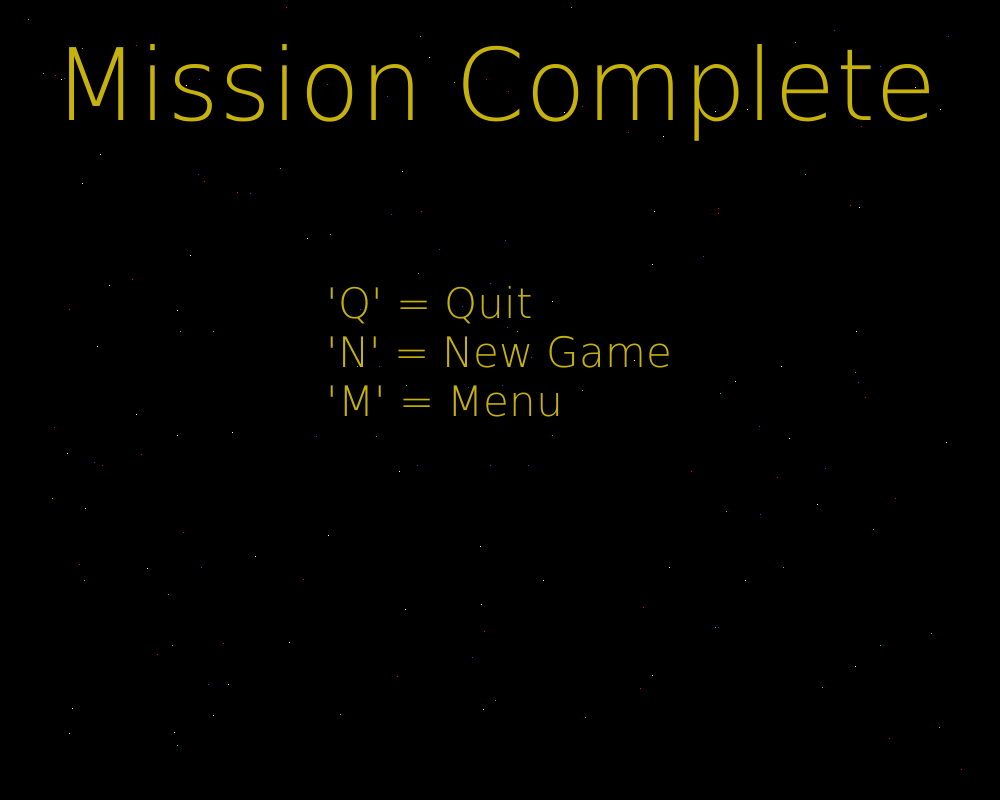 Mission Complete
'Q' = Quit
'N' = New Game
'M' = Menu